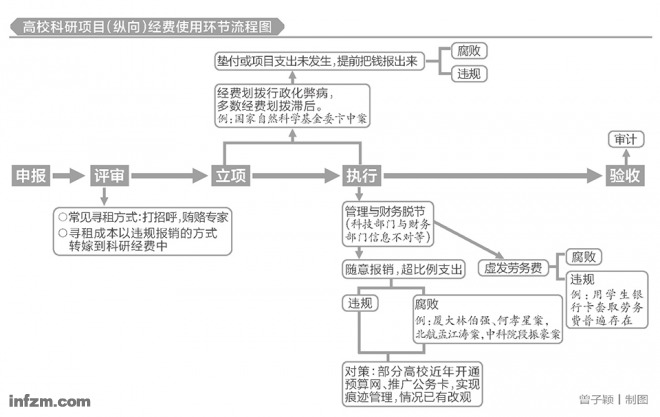 高校科研项目(纵向)经费使用环节流程图
垫付或项目支出未发生,提前把钱报出来
腐败
违规
经费划拨行政化弊病,
多数经费划拨滞后。
例:国家自然科学基金委卞中案
审计
申报
评审
立项
执行
验收
○常见寻租方式:打招呼,贿赂专家
○寻租成本以违规报销的方式
转嫁到科研经费中
管理与财务脱节
(科技部门与财务
部门信息不对等)
随意报销,超比例支出
虚发劳务费
腐败
违规
例:用学生银
行卡套取劳务
费普遍存在
违规
腐败
例:厦大林伯强、何孝星案,
北航孟江涛案,中科院段振豪案
对策:部分高校近年开通
预算网、推广公务卡,实现
痕迹管理,情况已有改观
infzm.com
曾子颖|制图